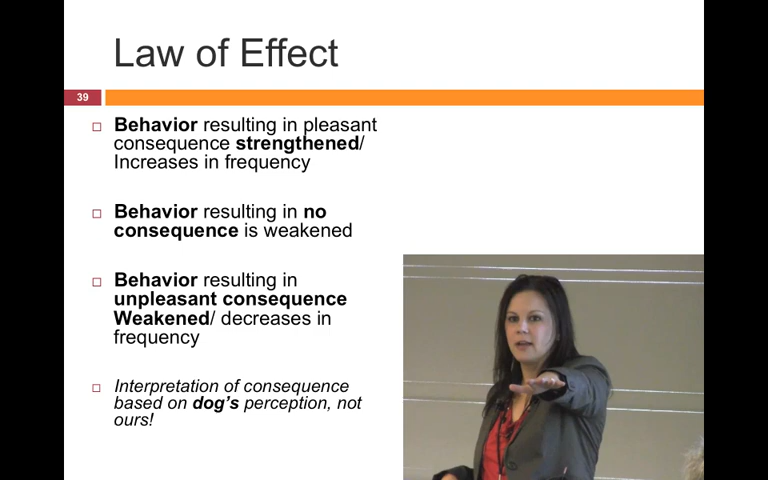 Law of Effect
39
Behavior resulting in pleasant
consequence strengthened/
Increases in frequency
Behavior resulting in no
consequence is weakened
Behavior resulting in
unpleasant consequence
Weakened/ decreases in
frequency
Interpretation of consequence
based on dog's perception, not
ours!